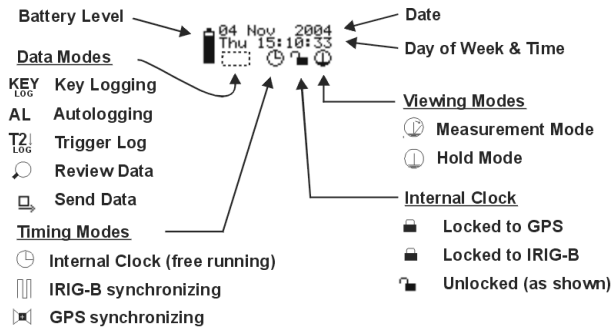 Battery Level
04 Nov 2004
Thu 15:10:33
Date
Day of Week & Time
Data Modes
KEY LOG Key Logging
AL Autologging
T2↓ LOG Trigger Log
Review Data
Send Data
Timing Modes
Internal Clock (free running)
IRIG-B synchronizing
GPS synchronizing
Viewing Modes
Measurement Mode
Hold Mode
Internal Clock
Locked to GPS
Locked to IRIG-B
Unlocked (as shown)